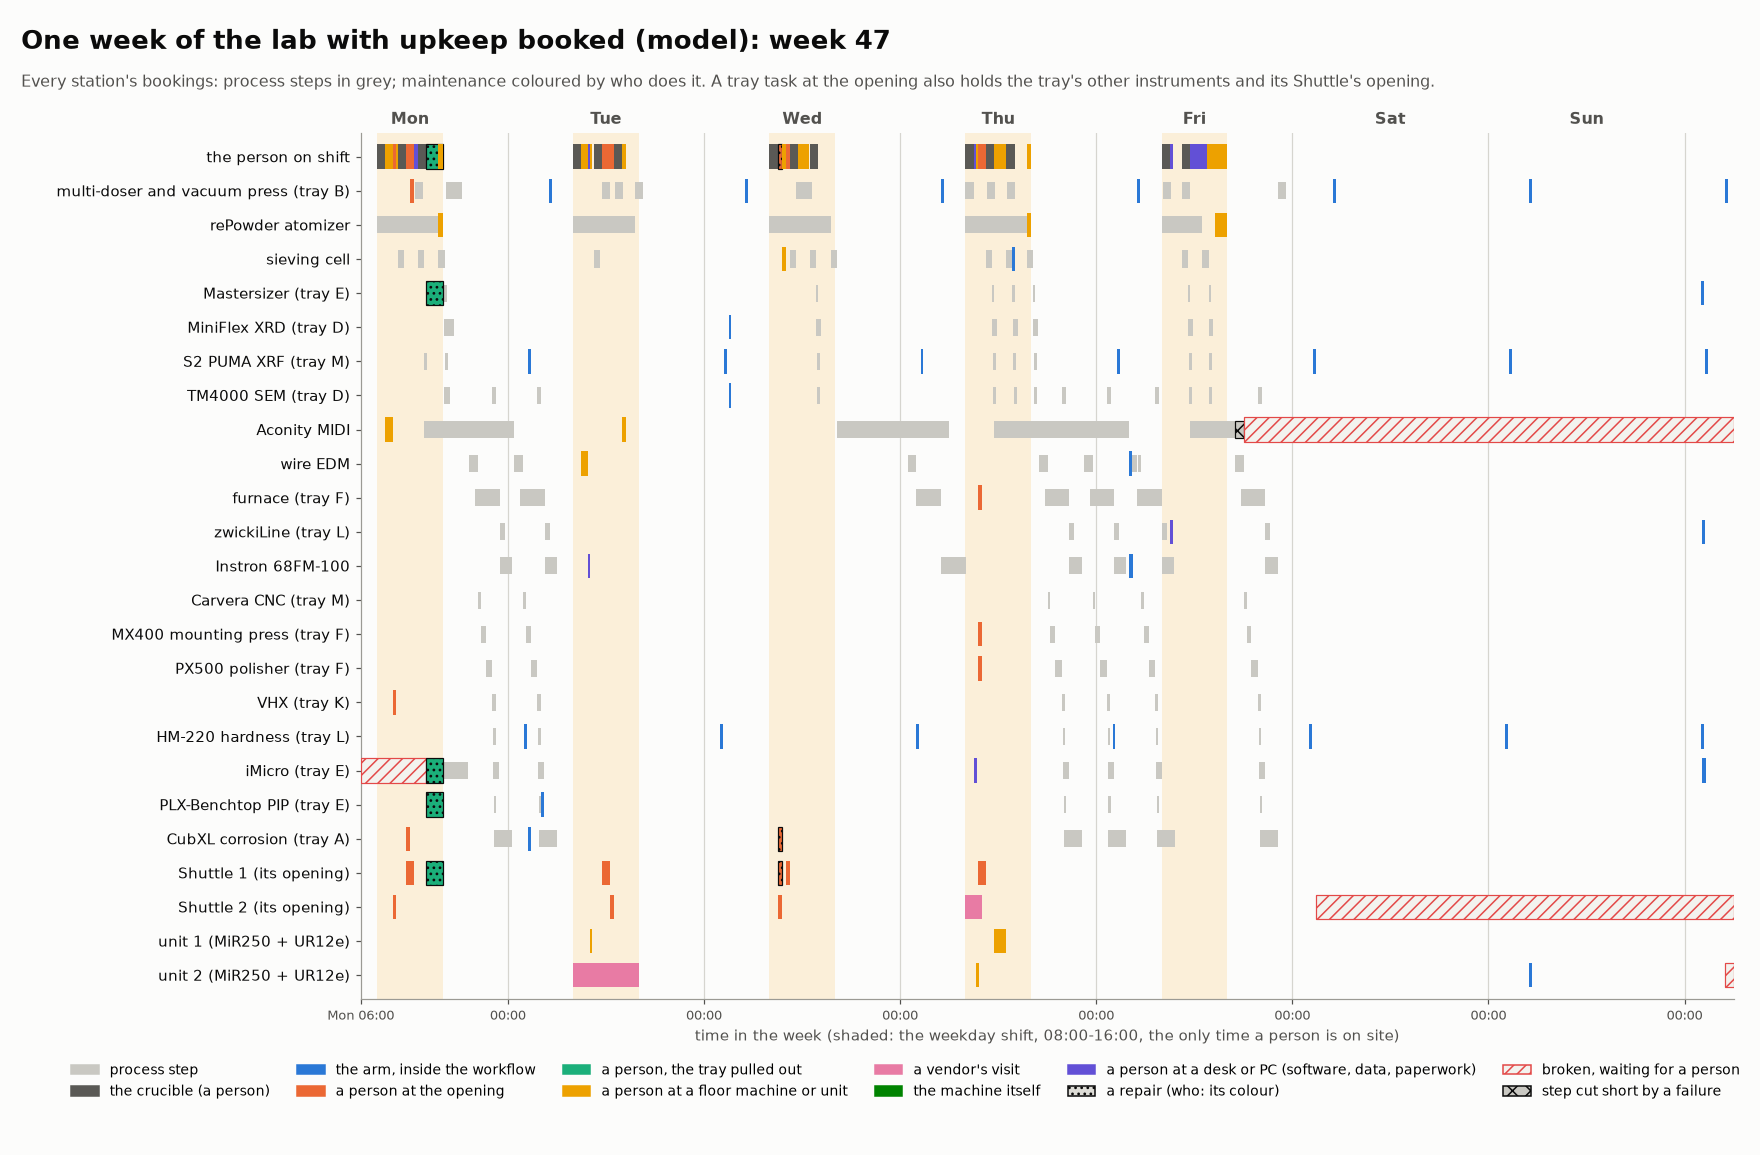 One week of the lab with upkeep booked (model): week 47
Every station's bookings: process steps in grey; maintenance coloured by who does it. A tray task at the opening also holds the tray's other instruments and its Shuttle's opening.
Mon Tue Wed Thu Fri Sat Sun
the person on shift
multi-doser and vacuum press (tray B)
rePowder atomizer
sieving cell
Mastersizer (tray E)
MiniFlex XRD (tray D)
S2 PUMA XRF (tray M)
TM4000 SEM (tray D)
Aconity MIDI
wire EDM
furnace (tray F)
zwickiLine (tray L)
Instron 68FM-100
Carvera CNC (tray M)
MX400 mounting press (tray F)
PX500 polisher (tray F)
VHX (tray K)
HM-220 hardness (tray L)
iMicro (tray E)
PLX-Benchtop PIP (tray E)
CubXL corrosion (tray A)
Shuttle 1 (its opening)
Shuttle 2 (its opening)
unit 1 (MiR250 + UR12e)
unit 2 (MiR250 + UR12e)
Mon 06:00 00:00 00:00 00:00 00:00 00:00 00:00 00:00
time in the week (shaded: the weekday shift, 08:00-16:00, the only time a person is on site)
process step the arm, inside the workflow a person, the tray pulled out a vendor's visit a person at a desk or PC (software, data, paperwork) broken, waiting for a person
the crucible (a person) a person at the opening a person at a floor machine or unit the machine itself a repair (who: its colour) step cut short by a failure